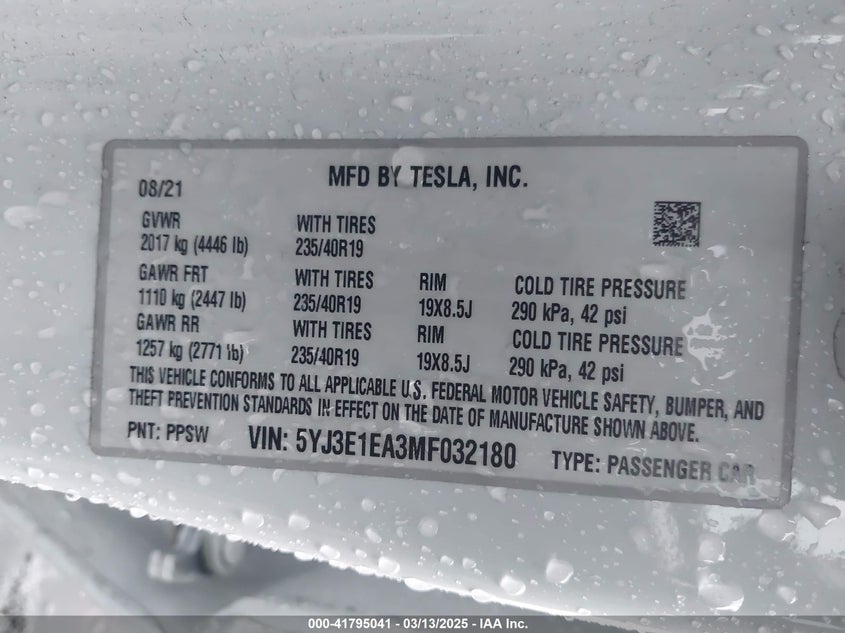 MFD BY TESLA, INC.
08/21
GVWR WITH TIRES
2017 kg (4446 lb) 235/40R19
GAWR FRT WITH TIRES RIM COLD TIRE PRESSURE
1110 kg (2447 lb) 235/40R19 19X8.5J 290 kPa, 42 psi
GAWR RR WITH TIRES RIM COLD TIRE PRESSURE
1257 kg (2771 lb) 235/40R19 19X8.5J 290 kPa, 42 psi
THIS VEHICLE CONFORMS TO ALL APPLICABLE U.S. FEDERAL MOTOR VEHICLE SAFETY, BUMPER, AND
THEFT PREVENTION STANDARDS IN EFFECT ON THE DATE OF MANUFACTURE SHOWN ABOVE.
PNT: PPSW VIN: 5YJ3E1EA3MF032180 TYPE: PASSENGER CAR
000-41795041 / 03/13/2025 / IAA Inc.